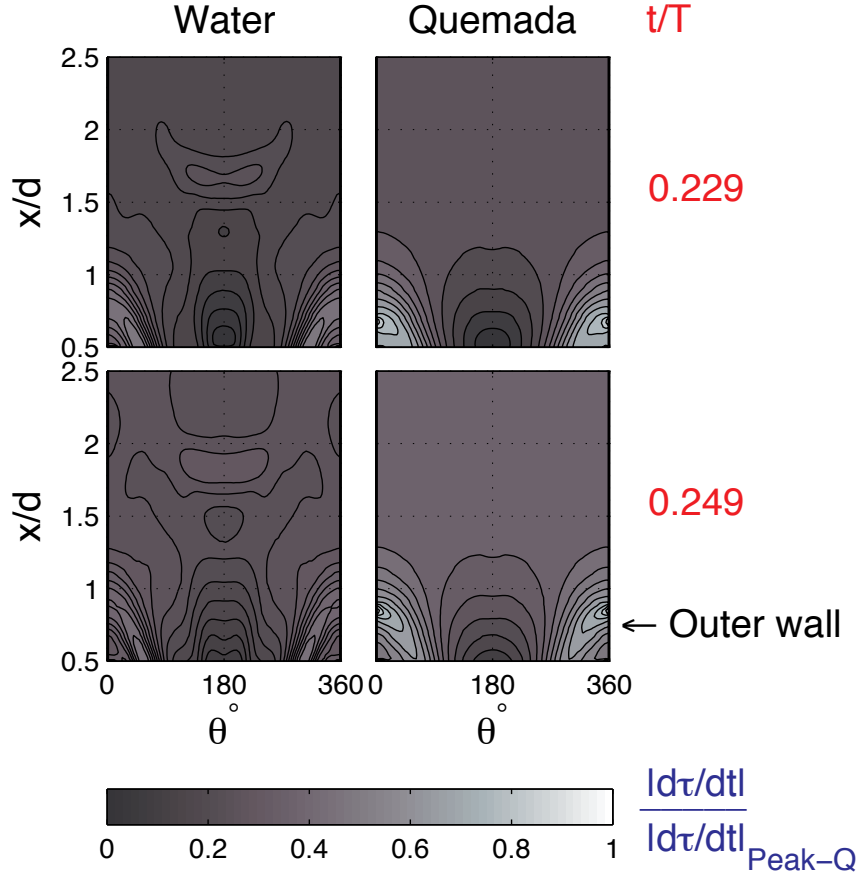 Water Quemada t/T
2.5
2
x/d 0.229
1.5
1
0.5
2.5
2
x/d 0.249
1.5
1
← Outer wall
0.5
0 180 360 0 180 360
θ° θ°
|dτ/dt|
0 0.2 0.4 0.6 0.8 1
|dτ/dt|Peak−Q